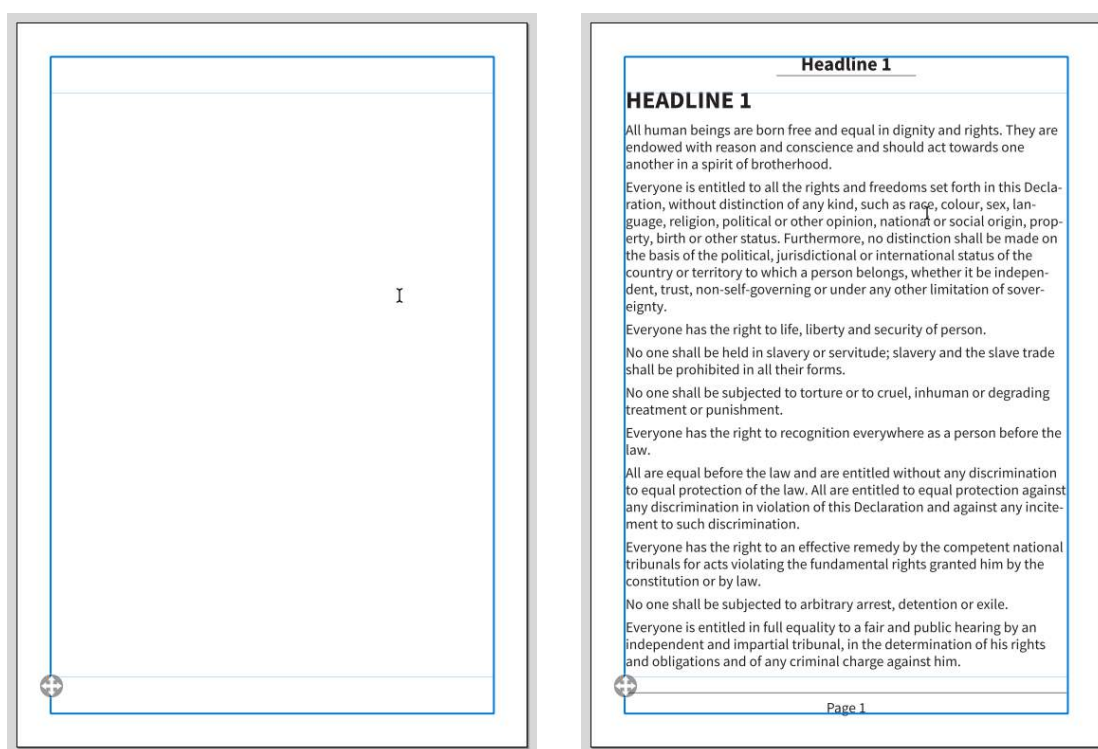 Headline 1
HEADLINE 1
All human beings are born free and equal in dignity and rights. They are
endowed with reason and conscience and should act towards one
another in a spirit of brotherhood.
Everyone is entitled to all the rights and freedoms set forth in this Decla-
ration, without distinction of any kind, such as race, colour, sex, lan-
guage, religion, political or other opinion, national or social origin, prop-
erty, birth or other status. Furthermore, no distinction shall be made on
the basis of the political, jurisdictional or international status of the
country or territory to which a person belongs, whether it be indepen-
dent, trust, non-self-governing or under any other limitation of sover-
eignty.
Everyone has the right to life, liberty and security of person.
No one shall be held in slavery or servitude; slavery and the slave trade
shall be prohibited in all their forms.
No one shall be subjected to torture or to cruel, inhuman or degrading
treatment or punishment.
Everyone has the right to recognition everywhere as a person before the
law.
All are equal before the law and are entitled without any discrimination
to equal protection of the law. All are entitled to equal protection against
any discrimination in violation of this Declaration and against any incite-
ment to such discrimination.
Everyone has the right to an effective remedy by the competent national
tribunals for acts violating the fundamental rights granted him by the
constitution or by law.
No one shall be subjected to arbitrary arrest, detention or exile.
Everyone is entitled in full equality to a fair and public hearing by an
independent and impartial tribunal, in the determination of his rights
and obligations and of any criminal charge against him.
Page 1